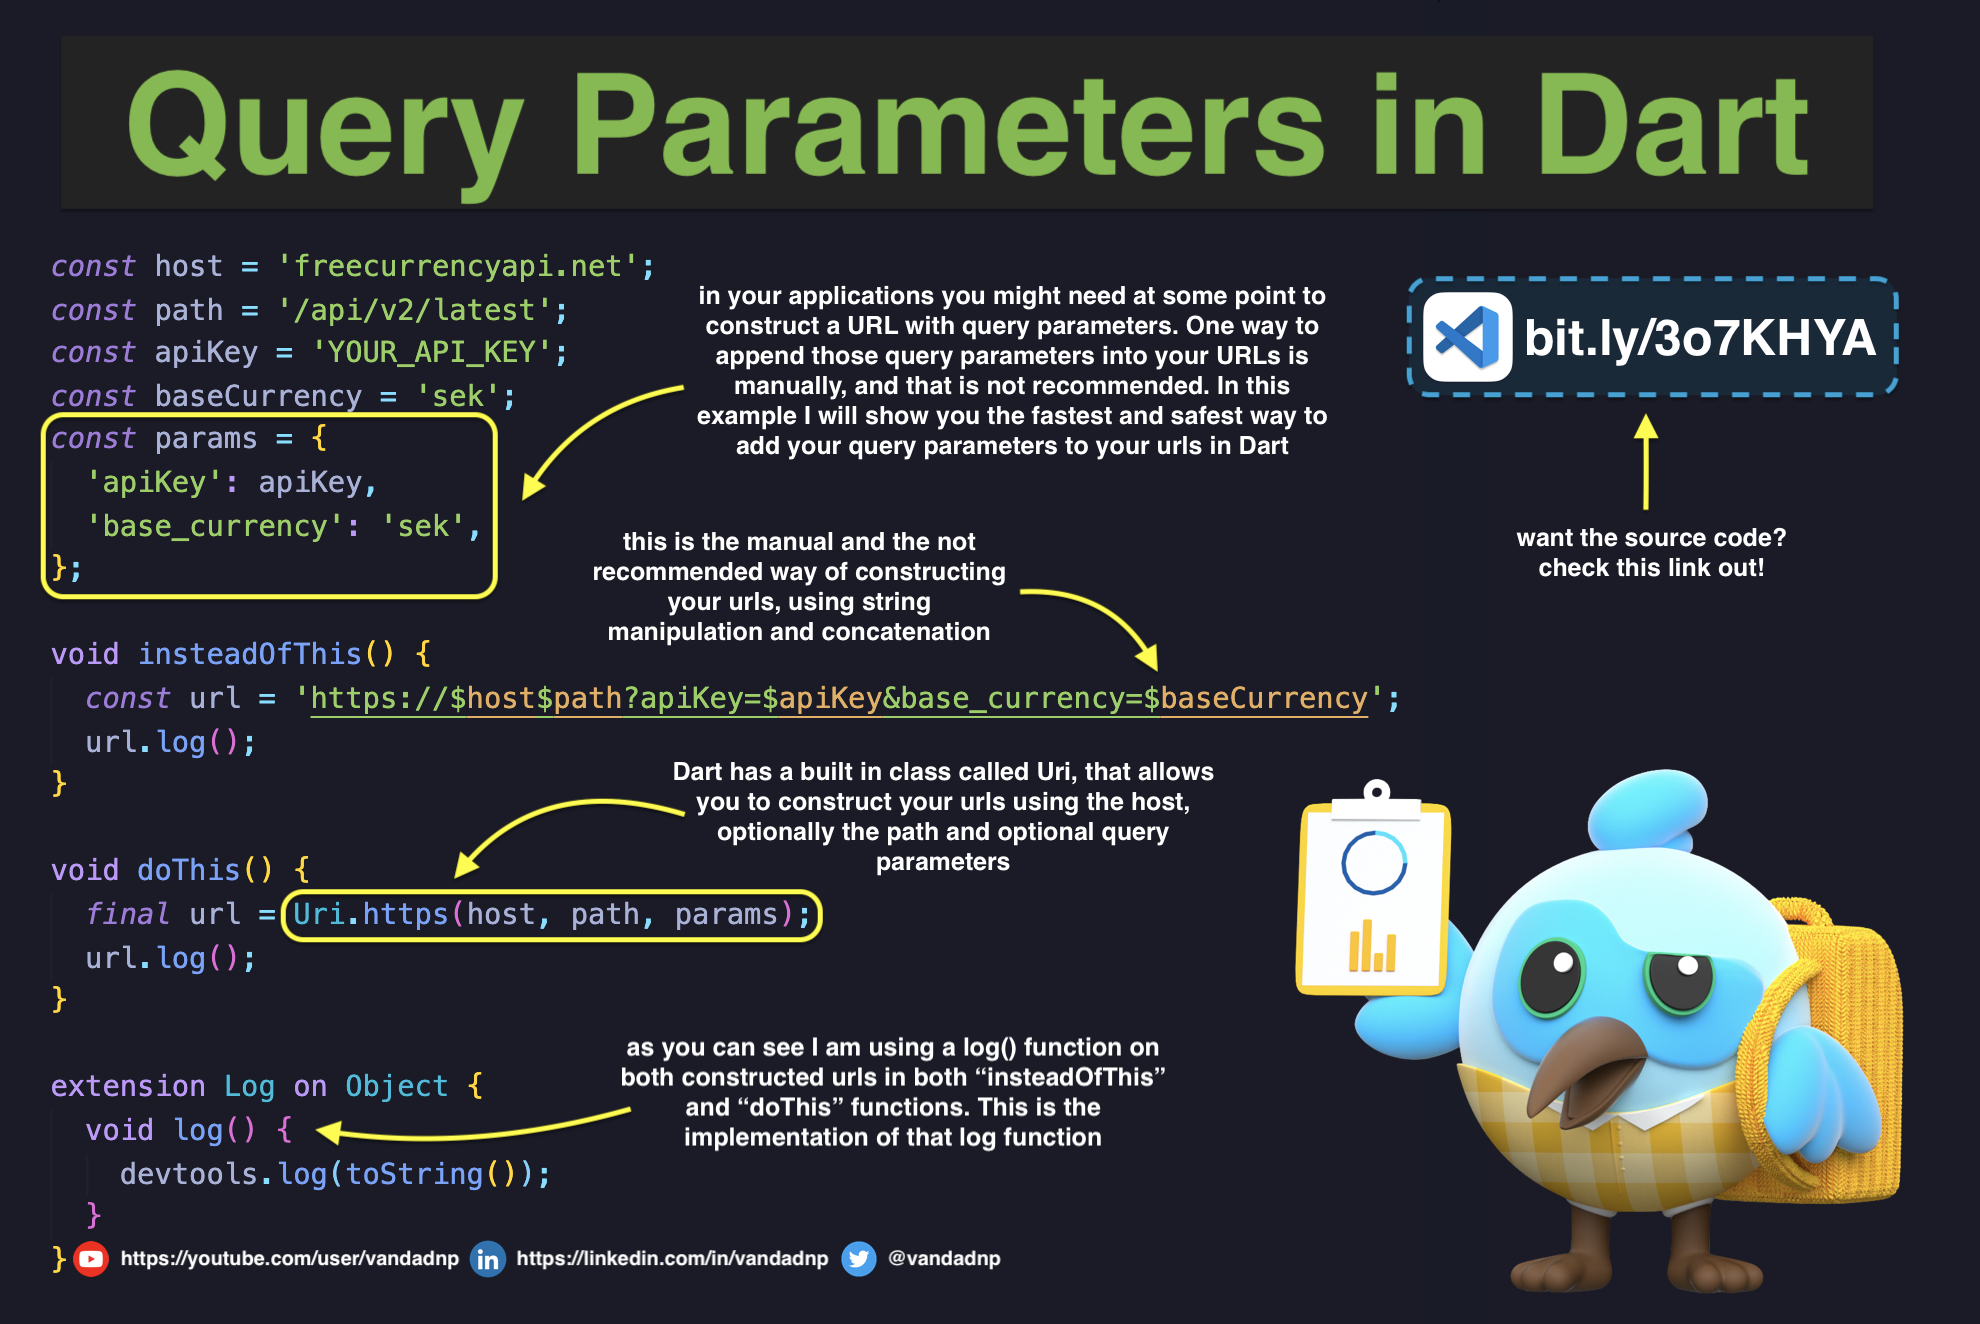 Query Parameters in Dart
const host = 'freecurrencyapi.net';
const path = '/api/v2/latest';
const apiKey = 'YOUR_API_KEY';
const baseCurrency = 'sek';
const params = {
  'apiKey': apiKey,
  'base_currency': 'sek',
};
in your applications you might need at some point to
construct a URL with query parameters. One way to
append those query parameters into your URLs is
manually, and that is not recommended. In this
example I will show you the fastest and safest way to
add your query parameters to your urls in Dart
bit.ly/3o7KHYA
want the source code?
check this link out!
this is the manual and the not
recommended way of constructing
your urls, using string
manipulation and concatenation
void insteadOfThis() {
  const url = 'https://$host$path?apiKey=$apiKey&base_currency=$baseCurrency';
  url.log();
}
Dart has a built in class called Uri, that allows
you to construct your urls using the host,
optionally the path and optional query
parameters
void doThis() {
  final url = Uri.https(host, path, params);
  url.log();
}
as you can see I am using a log() function on
both constructed urls in both “insteadOfThis”
and “doThis” functions. This is the
implementation of that log function
extension Log on Object {
  void log() {
    devtools.log(toString());
  }
}
https://youtube.com/user/vandadnp
in https://linkedin.com/in/vandadnp
@vandadnp